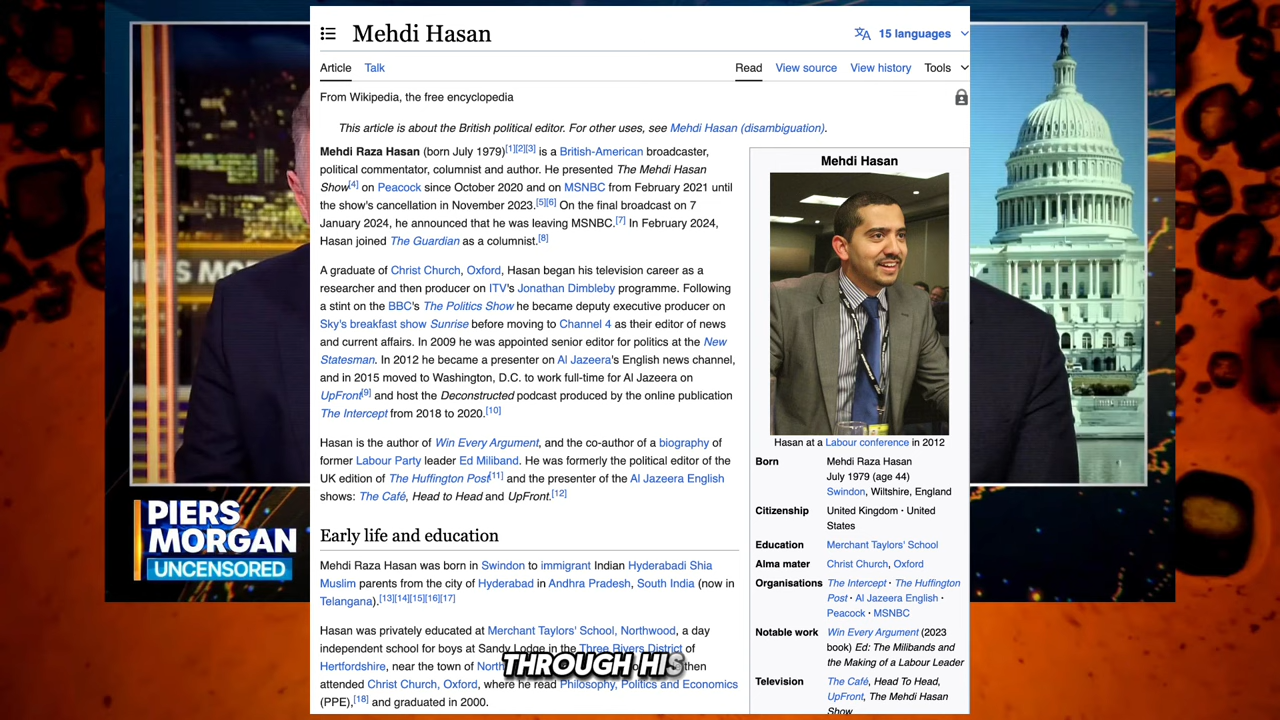 Mehdi Hasan
15 languages
Article Talk
Read View source View history Tools
From Wikipedia, the free encyclopedia
This article is about the British political editor. For other uses, see Mehdi Hasan (disambiguation).
Mehdi Raza Hasan (born July 1979)[1][2][3] is a British-American broadcaster,
political commentator, columnist and author. He presented The Mehdi Hasan
Show[4] on Peacock since October 2020 and on MSNBC from February 2021 until
the show's cancellation in November 2023.[5][6] On the final broadcast on 7
January 2024, he announced that he was leaving MSNBC.[7] In February 2024,
Hasan joined The Guardian as a columnist.[8]
A graduate of Christ Church, Oxford, Hasan began his television career as a
researcher and then producer on ITV's Jonathan Dimbleby programme. Following
a stint on the BBC's The Politics Show he became deputy executive producer on
Sky's breakfast show Sunrise before moving to Channel 4 as their editor of news
and current affairs. In 2009 he was appointed senior editor for politics at the New
Statesman. In 2012 he became a presenter on Al Jazeera's English news channel,
and in 2015 moved to Washington, D.C. to work full-time for Al Jazeera on
UpFront[9] and host the Deconstructed podcast produced by the online publication
The Intercept from 2018 to 2020.[10]
Hasan is the author of Win Every Argument, and the co-author of a biography of
former Labour Party leader Ed Miliband. He was formerly the political editor of the
UK edition of The Huffington Post[11] and the presenter of the Al Jazeera English
shows: The Café, Head to Head and UpFront.[12]
Early life and education
Mehdi Raza Hasan was born in Swindon to immigrant Indian Hyderabadi Shia
Muslim parents from the city of Hyderabad in Andhra Pradesh, South India (now in
Telangana).[13][14][15][16][17]
Hasan was privately educated at Merchant Taylors' School, Northwood, a day
independent school for boys at Sandy Lodge in the Three Rivers District of
Hertfordshire, near the town of then
attended Christ Church, Oxford, where he read Philosophy, Politics and Economics
(PPE),[18] and graduated in 2000.
Mehdi Hasan
Hasan at a Labour conference in 2012
Born Mehdi Raza Hasan
July 1979 (age 44)
Swindon, Wiltshire, England
Citizenship United Kingdom · United
States
Education Merchant Taylors' School
Alma mater Christ Church, Oxford
Organisations The Intercept · The Huffington
Post · Al Jazeera English ·
Peacock · MSNBC
Notable work Win Every Argument (2023
book) Ed: The Milibands and
the Making of a Labour Leader
Television The Café, Head To Head,
UpFront, The Mehdi Hasan
Show
THROUGH HIS
PIERS
MORGAN
UNCENSORED